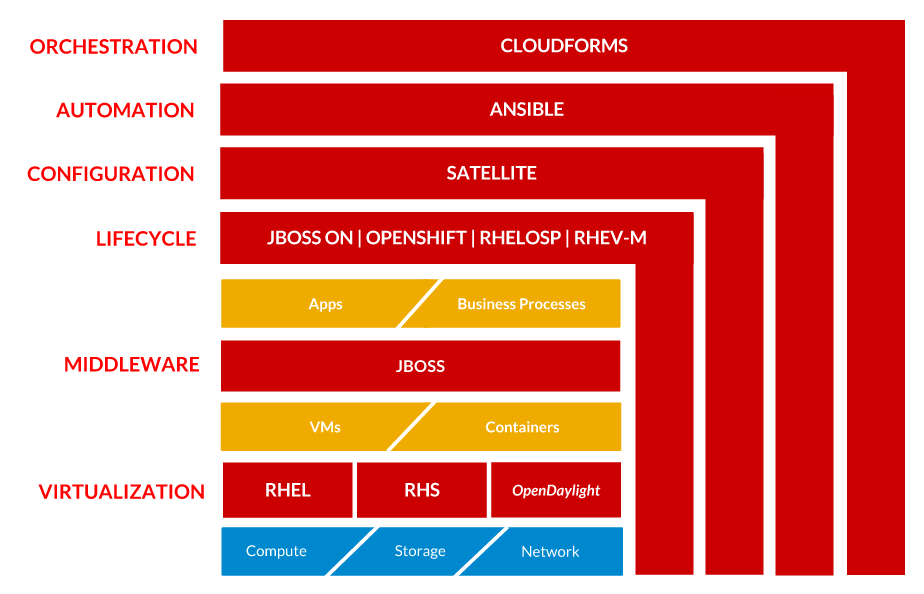 ORCHESTRATION CLOUDFORMS
AUTOMATION ANSIBLE
CONFIGURATION SATELLITE
LIFECYCLE JBOSS ON | OPENSHIFT | RHELOSP | RHEV-M
Apps Business Processes
MIDDLEWARE JBOSS
VMs Containers
VIRTUALIZATION RHEL RHS OpenDaylight
Compute Storage Network